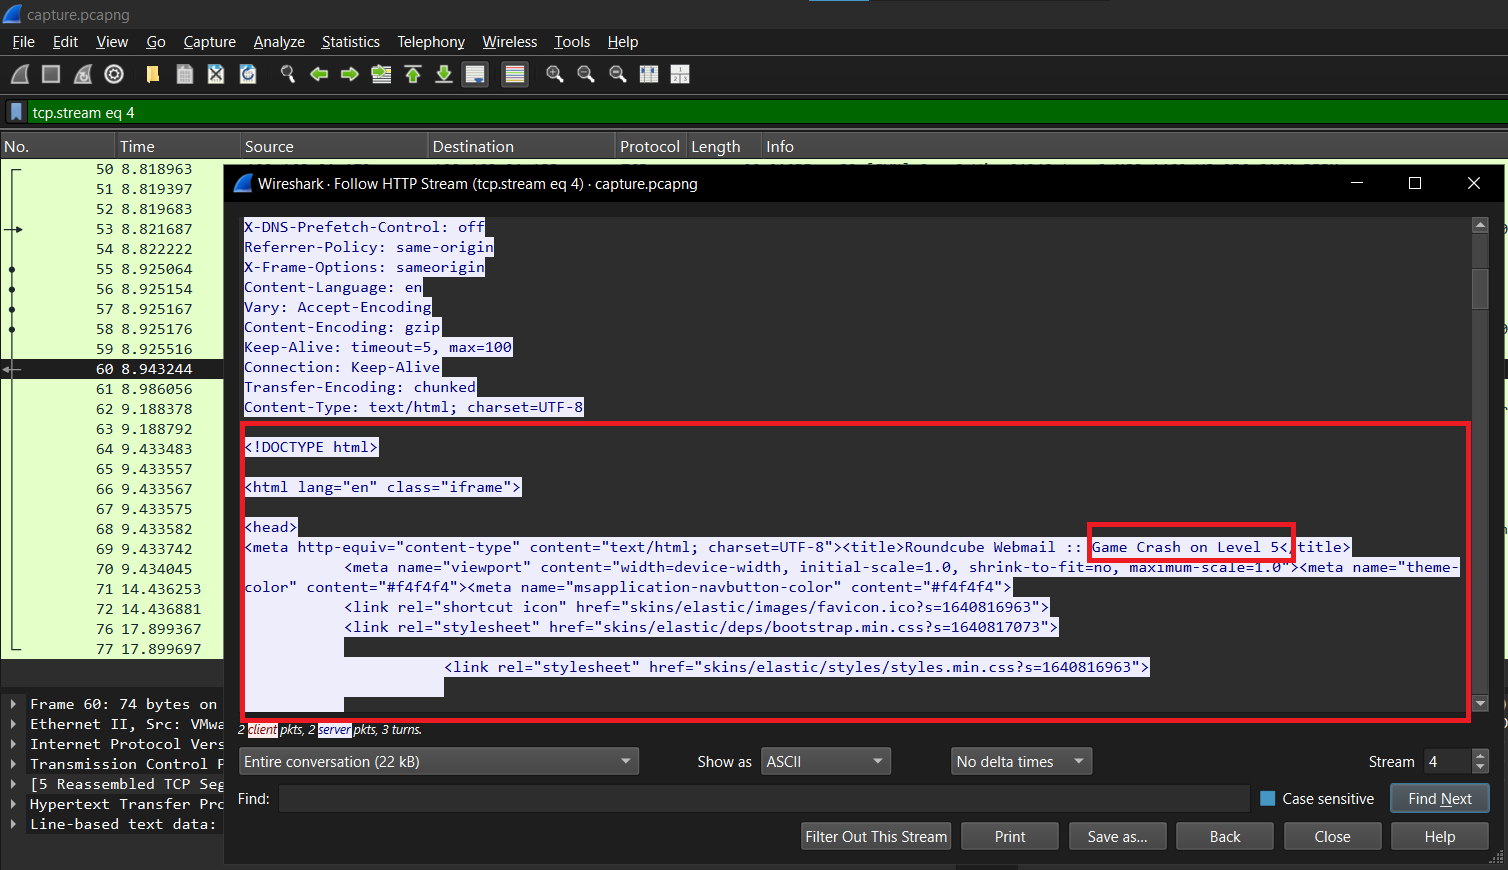 capture.pcapng
File Edit View Go Capture Analyze Statistics Telephony Wireless Tools Help
tcp.stream eq 4
No. Time Source Destination Protocol Length Info
50 8.818963
51 8.819397
52 8.819683
53 8.821687
54 8.822222
55 8.925064
56 8.925154
57 8.925167
58 8.925176
59 8.925516
60 8.943244
61 8.986056
62 9.188378
63 9.188792
64 9.433483
65 9.433557
66 9.433567
67 9.433575
68 9.433582
69 9.433742
70 9.434045
71 14.436253
72 14.436881
76 17.899367
77 17.899697
Wireshark · Follow HTTP Stream (tcp.stream eq 4) · capture.pcapng
X-DNS-Prefetch-Control: off
Referrer-Policy: same-origin
X-Frame-Options: sameorigin
Content-Language: en
Vary: Accept-Encoding
Content-Encoding: gzip
Keep-Alive: timeout=5, max=100
Connection: Keep-Alive
Transfer-Encoding: chunked
Content-Type: text/html; charset=UTF-8
<!DOCTYPE html>
<html lang="en" class="iframe">
<head>
<meta http-equiv="content-type" content="text/html; charset=UTF-8"><title>Roundcube Webmail :: Game Crash on Level 5</title>
<meta name="viewport" content="width=device-width, initial-scale=1.0, shrink-to-fit=no, maximum-scale=1.0"><meta name="theme-
color" content="#f4f4f4"><meta name="msapplication-navbutton-color" content="#f4f4f4">
<link rel="shortcut icon" href="skins/elastic/images/favicon.ico?s=1640816963">
<link rel="stylesheet" href="skins/elastic/deps/bootstrap.min.css?s=1640817073">
<link rel="stylesheet" href="skins/elastic/styles/styles.min.css?s=1640816963">
2 client pkts, 2 server pkts, 3 turns.
Entire conversation (22 kB) Show as ASCII No delta times Stream 4
Find: Case sensitive Find Next
Filter Out This Stream Print Save as... Back Close Help
Frame 60: 74 bytes on
Ethernet II, Src: VMwa
Internet Protocol Vers
Transmission Control P
[5 Reassembled TCP Seg
Hypertext Transfer Pro
Line-based text data: